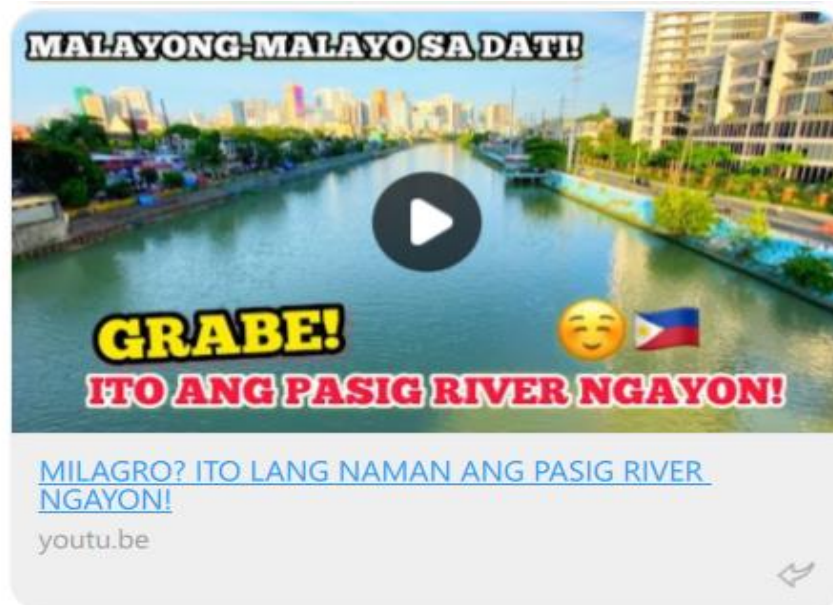 MALAYONG-MALAYO SA DATI!
GRABE!
ITO ANG PASIG RIVER NGAYON!
MILAGRO? ITO LANG NAMAN ANG PASIG RIVER
NGAYON!
youtu.be